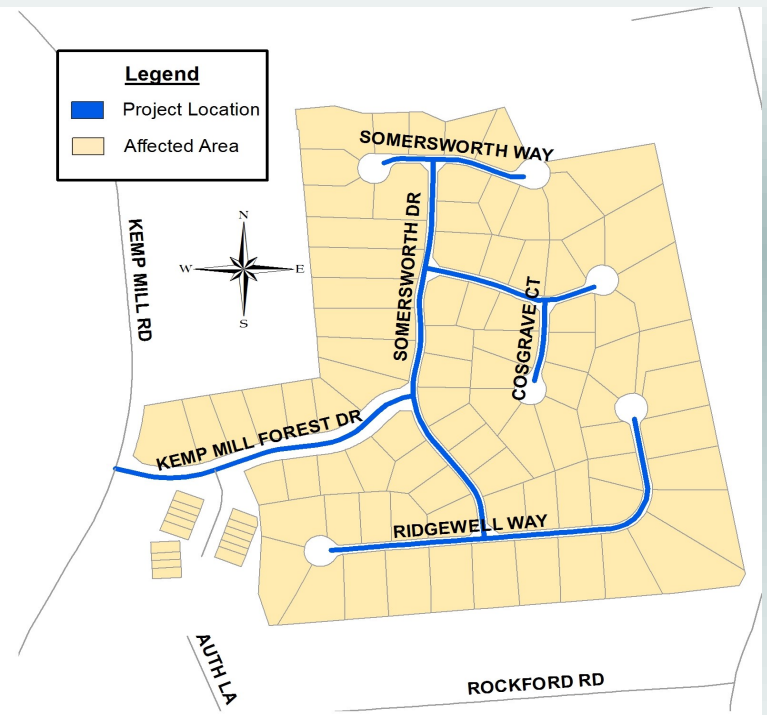 Legend
Project Location
Affected Area
SOMERSWORTH WAY
N
W
E
S
KEMP MILL RD
SOMERSWORTH DR
COSGRAVE CT
KEMP MILL FOREST DR
RIDGEWELL WAY
AUTH LA
ROCKFORD RD